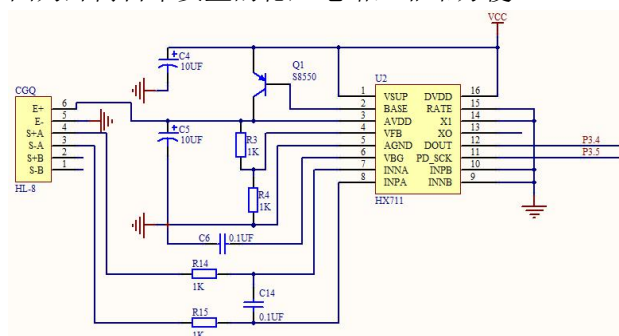 VCC
C4
10UF
Q1
S8550
CGQ
E+ 6
E- 5
S+A 4
S-A 3
S+B 2
S-B 1
HL-8
C5
10UF
R3
1K
R4
1K
U2
1 VSUP DVDD 16
2 BASE RATE 15
3 AVDD X1 14
4 VFB XO 13
5 AGND DOUT 12
6 VBG PD_SCK 11
7 INNA INPB 10
8 INPA INNB 9
HX711
P3.4
P3.5
C6 0.1UF
R14
1K
C14
0.1UF
R15
1K